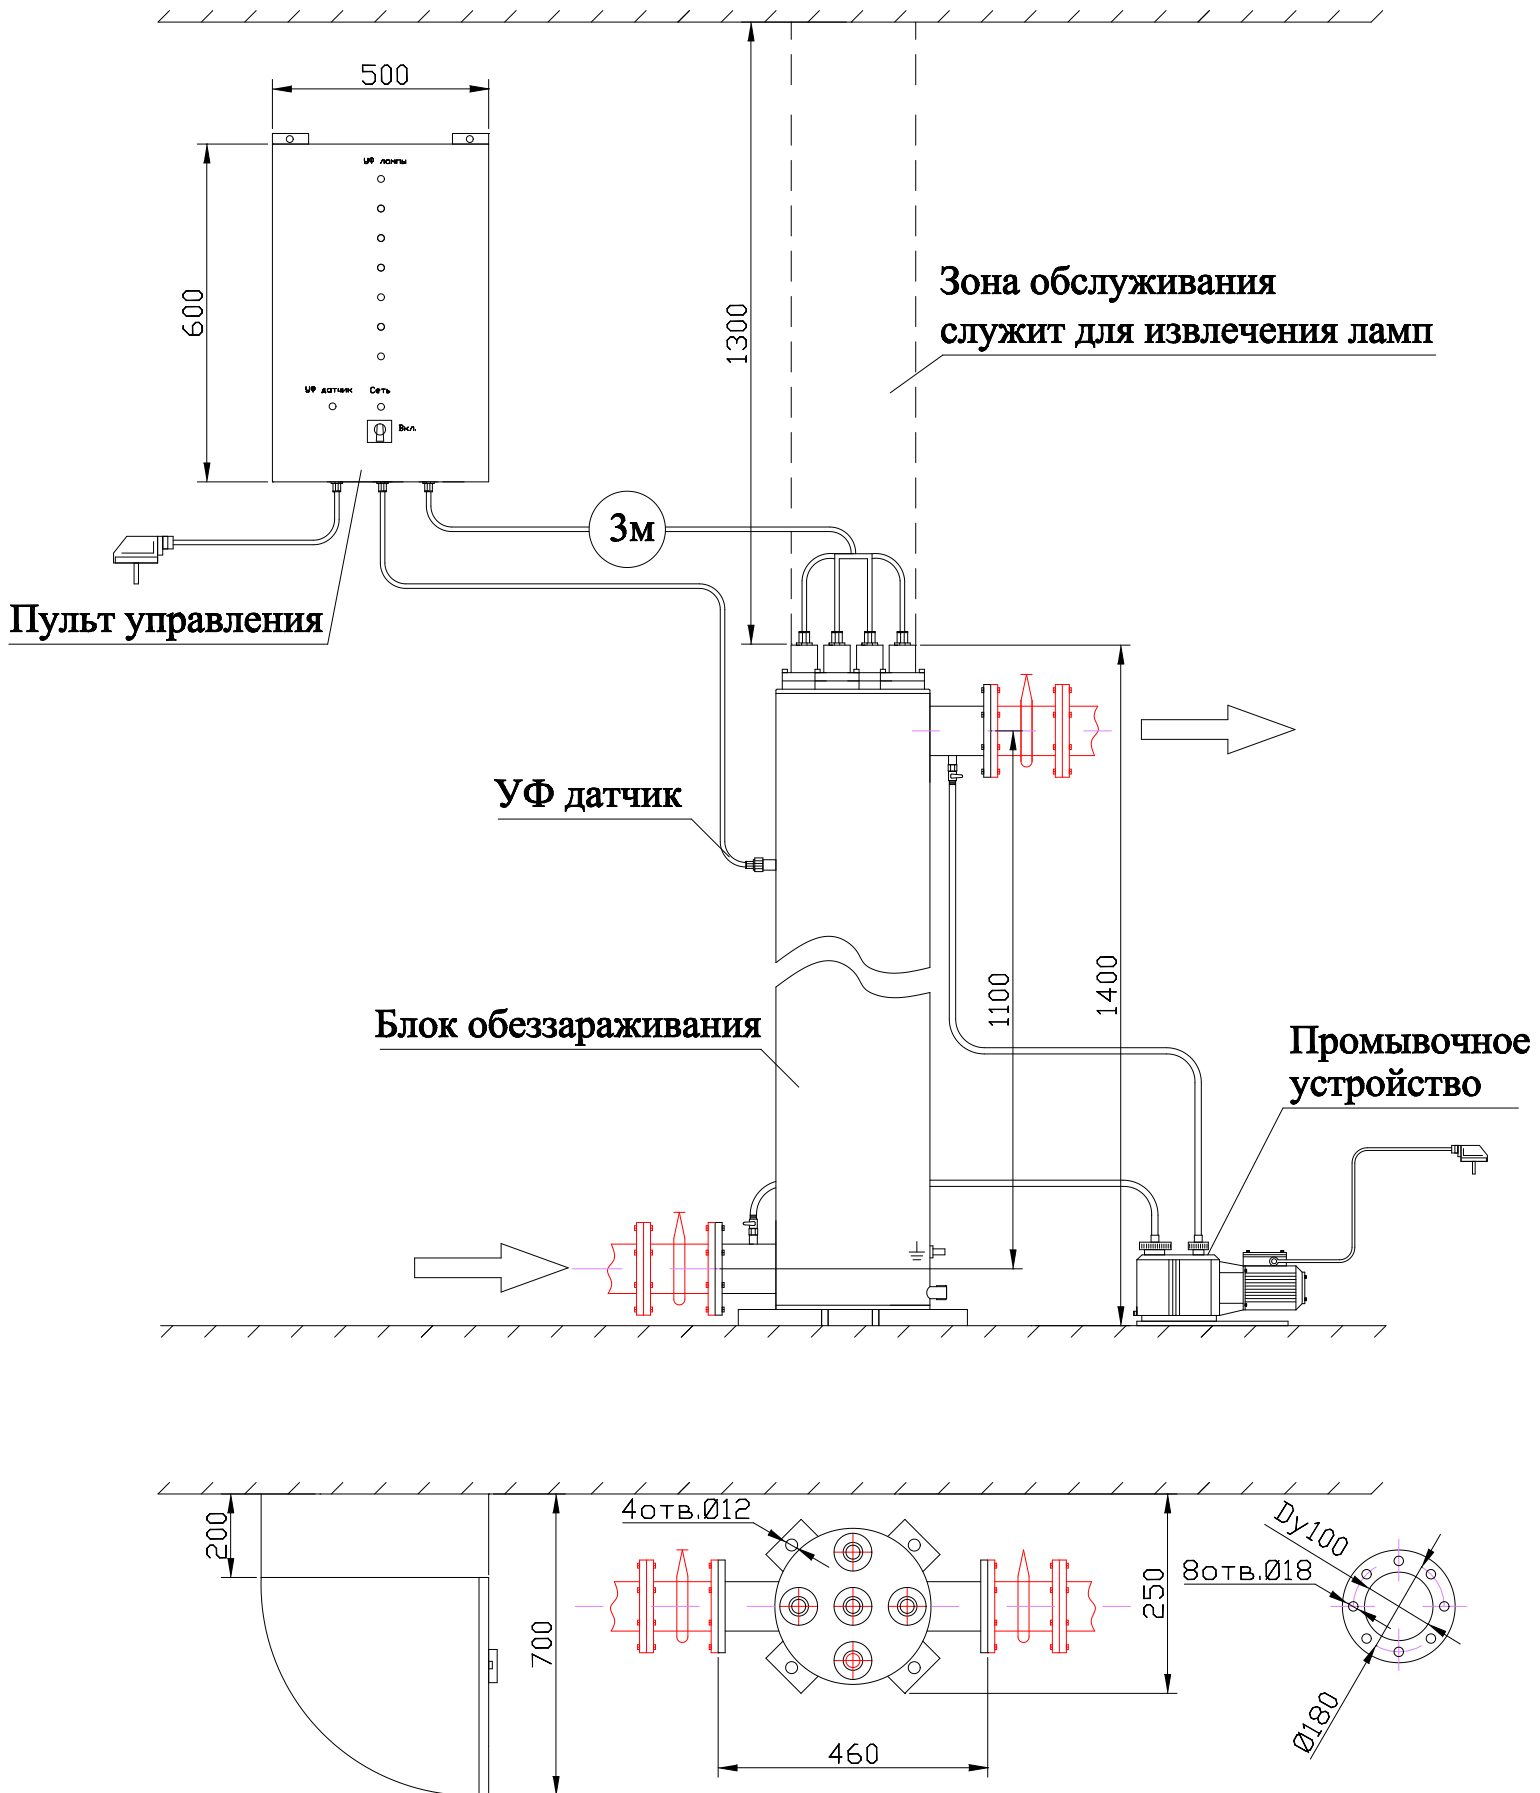 500
УФ лампы
600
УФ датчик
Сеть
Вкл.
1300
Зона обслуживания
служит для извлечения ламп
3м
Пульт управления
УФ датчик
Блок обеззараживания
1100
1400
Промывочное
устройство
200
700
4отв.Ø12
460
250
Dy100
8отв.Ø18
Ø180